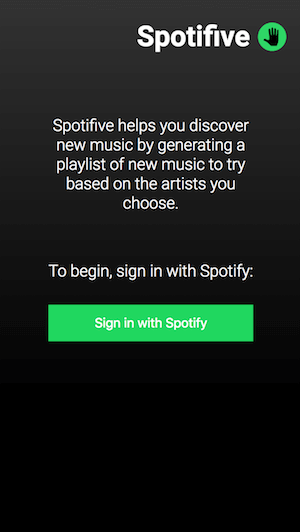 Spotifive
Spotifive helps you discover
new music by generating a
playlist of new music to try
based on the artists you
choose.
To begin, sign in with Spotify:
Sign in with Spotify